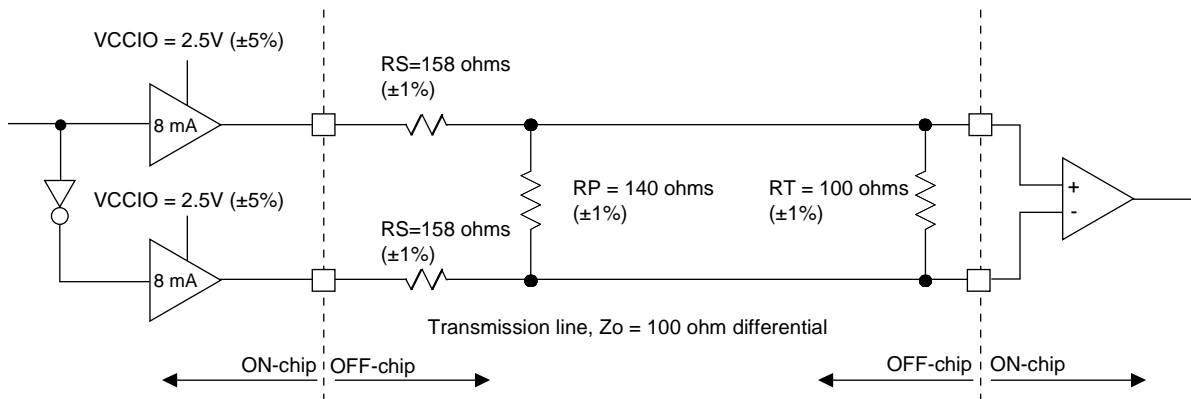 VCCIO = 2.5V (±5%)
8 mA
RS=158 ohms
(±1%)
VCCIO = 2.5V (±5%)
8 mA
RS=158 ohms
(±1%)
RP = 140 ohms
(±1%)
RT = 100 ohms
(±1%)
+
-
Transmission line, Zo = 100 ohm differential
ON-chip
OFF-chip
OFF-chip
ON-chip